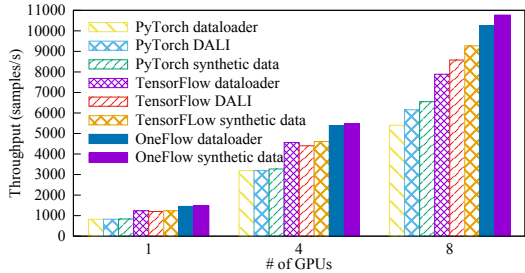 11000
10000
9000
8000
7000
6000
5000
4000
3000
2000
1000
0
Throughput (samples/s)
PyTorch dataloader
PyTorch DALI
PyTorch synthetic data
TensorFlow dataloader
TensorFlow DALI
TensorFLow synthetic data
OneFlow dataloader
OneFlow synthetic data
1 4 8
# of GPUs